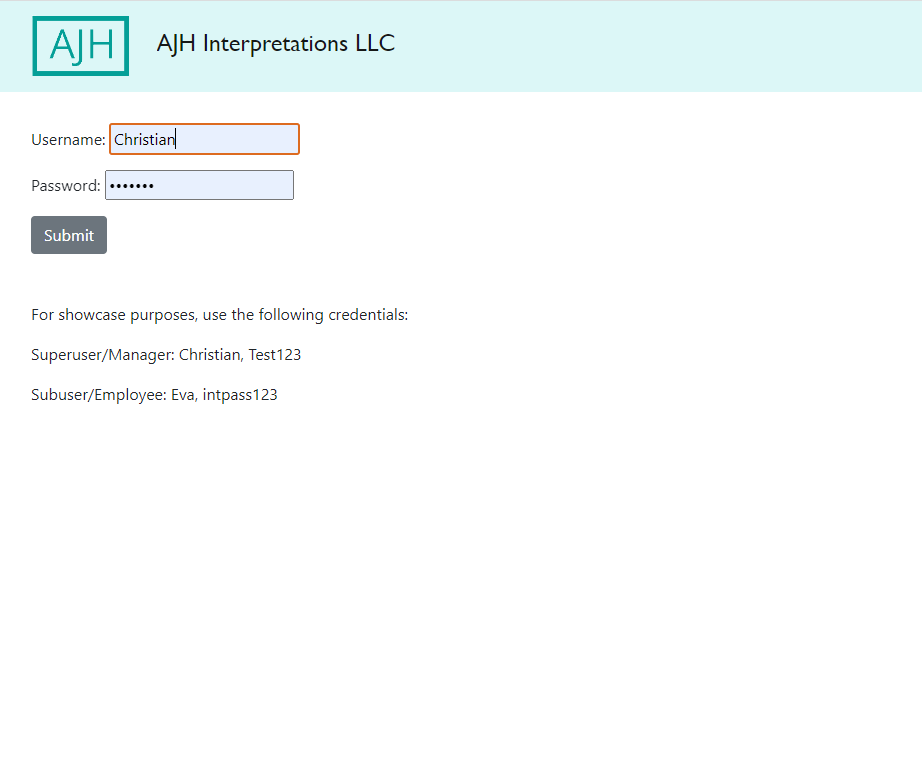 AJH AJH Interpretations LLC
Username: Christian
Password: •••••••
Submit
For showcase purposes, use the following credentials:
Superuser/Manager: Christian, Test123
Subuser/Employee: Eva, intpass123